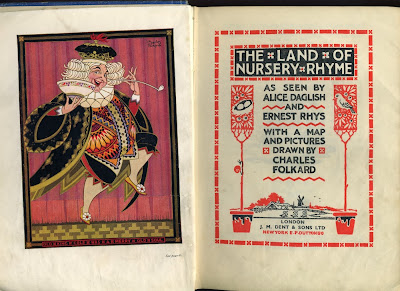 THE LAND OF
NURSERY RHYME
AS SEEN BY
ALICE DAGLISH
AND
ERNEST RHYS
WITH A MAP
AND PICTURES
DRAWN BY
CHARLES
FOLKARD
LONDON
J. M. DENT & SONS LTD
NEW YORK E. P. DUTTON & CO